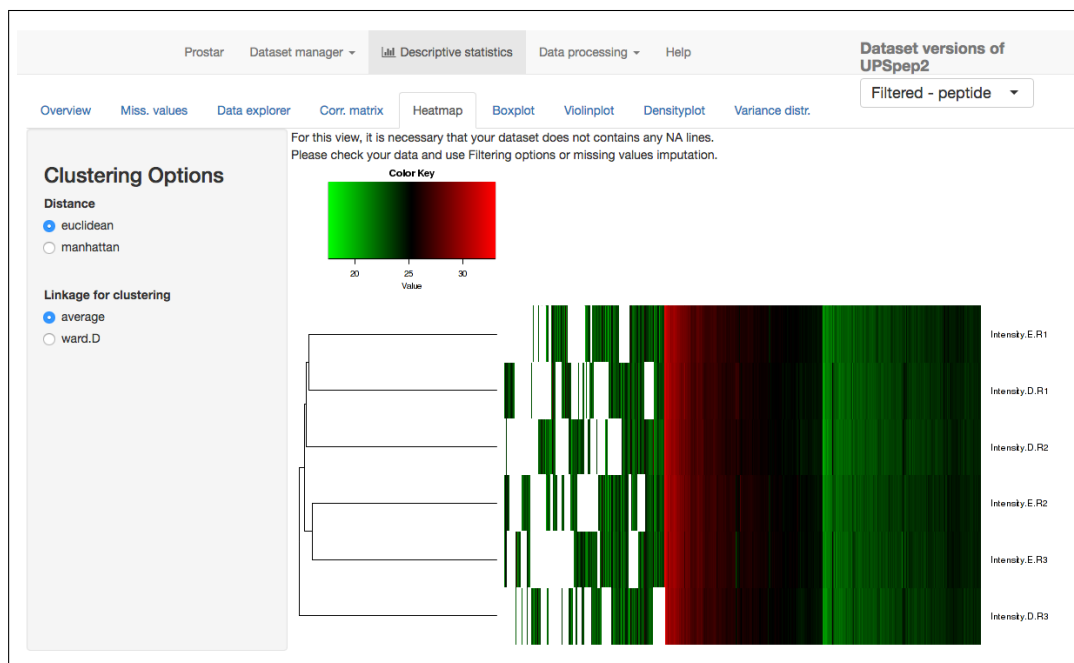 Prostar Dataset manager Descriptive statistics Data processing Help
Dataset versions of
UPSpep2
Filtered - peptide
Overview Miss. values Data explorer Corr. matrix Heatmap Boxplot Violinplot Densityplot Variance distr.
For this view, it is necessary that your dataset does not contains any NA lines.
Please check your data and use Filtering options or missing values imputation.
Clustering Options
Distance
euclidean
manhattan
Linkage for clustering
average
ward.D
Color Key
20 25 30
Value
Intensity.E.R1
Intensity.D.R1
Intensity.D.R2
Intensity.E.R2
Intensity.E.R3
Intensity.D.R3